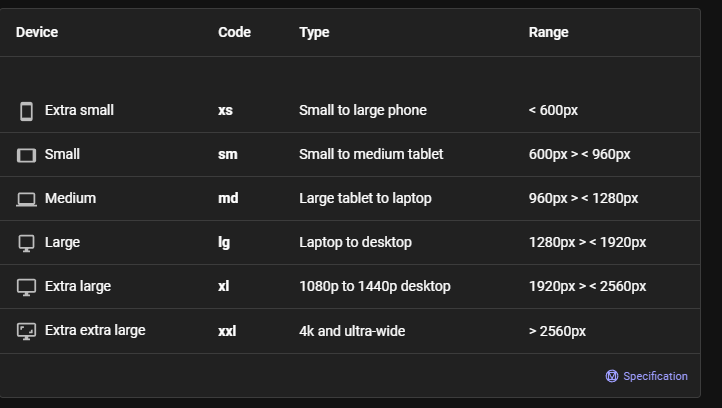 Device Code Type Range
Extra small xs Small to large phone < 600px
Small sm Small to medium tablet 600px > < 960px
Medium md Large tablet to laptop 960px > < 1280px
Large lg Laptop to desktop 1280px > < 1920px
Extra large xl 1080p to 1440p desktop 1920px > < 2560px
Extra extra large xxl 4k and ultra-wide > 2560px
Specification